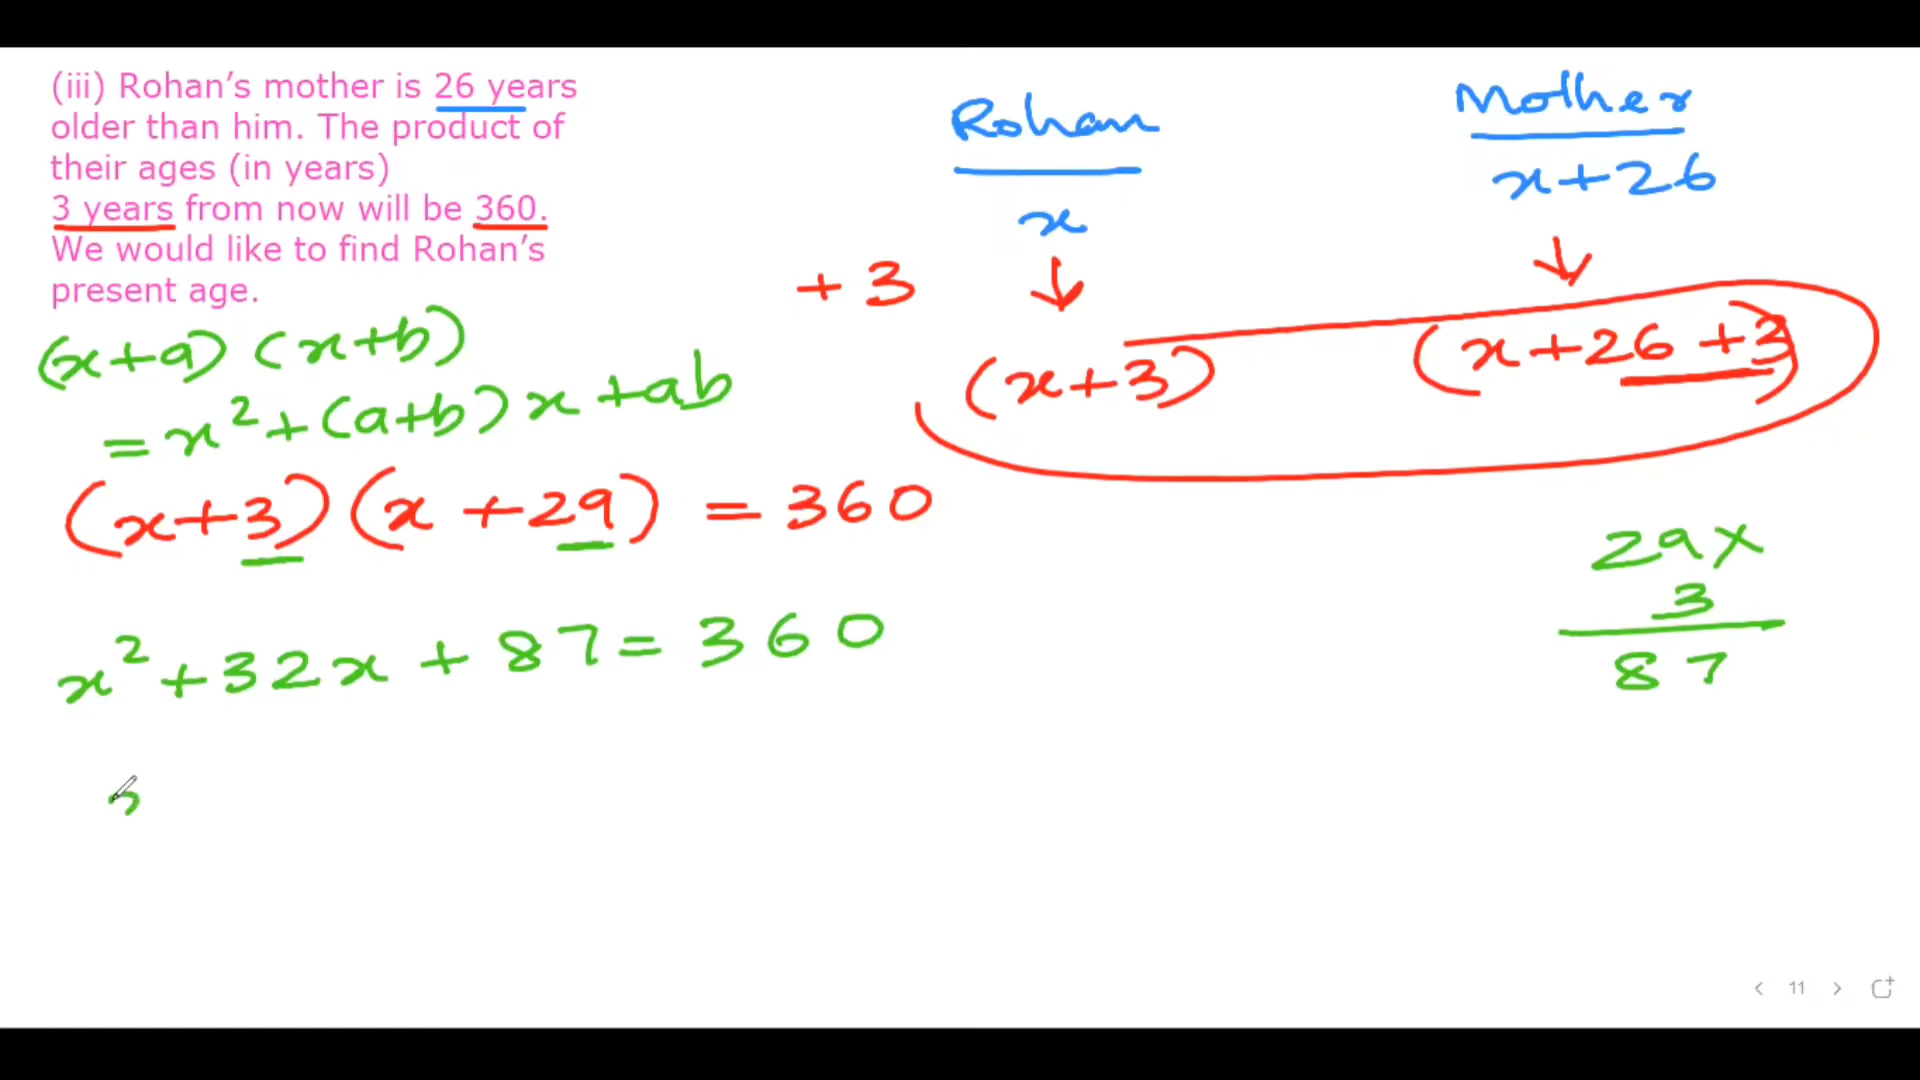 (iii) Rohan’s mother is 26 years
older than him. The product of
their ages (in years)
3 years from now will be 360.
We would like to find Rohan’s
present age.
Rohan
Mother
x
x+26
+3
(x+3)
(x+26+3)
(x+a)(x+b)
=x²+(a+b)x+ab
(x+3)(x+29)=360
x²+32x+87=360
29×
3
87
11